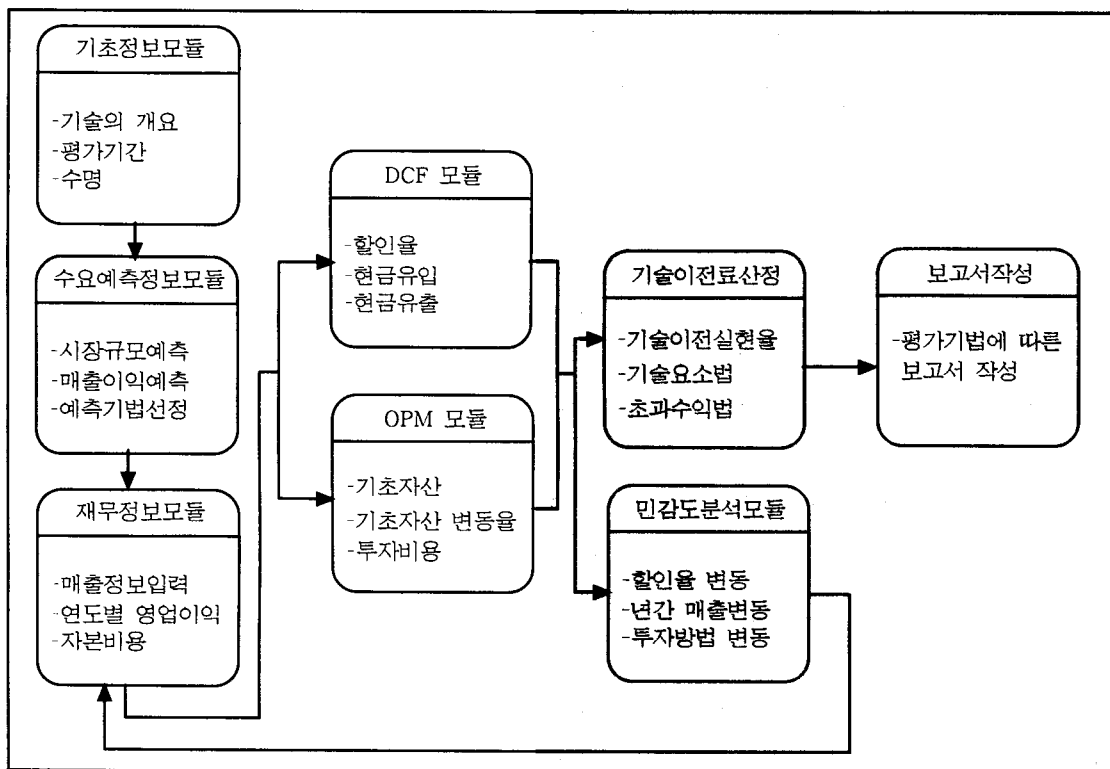 기초정보모듈
-기술의 개요
-평가기간
-수명
수요예측정보모듈
-시장규모예측
-매출이익예측
-예측기법선정
재무정보모듈
-매출정보입력
-연도별 영업이익
-자본비용
DCF 모듈
-할인율
-현금유입
-현금유출
OPM 모듈
-기초자산
-기초자산 변동율
-투자비용
기술이전료산정
-기술이전실현율
-기술요소법
-초과수익법
민감도분석모듈
-할인율 변동
-년간 매출변동
-투자방법 변동
보고서작성
-평가기법에 따른
보고서 작성